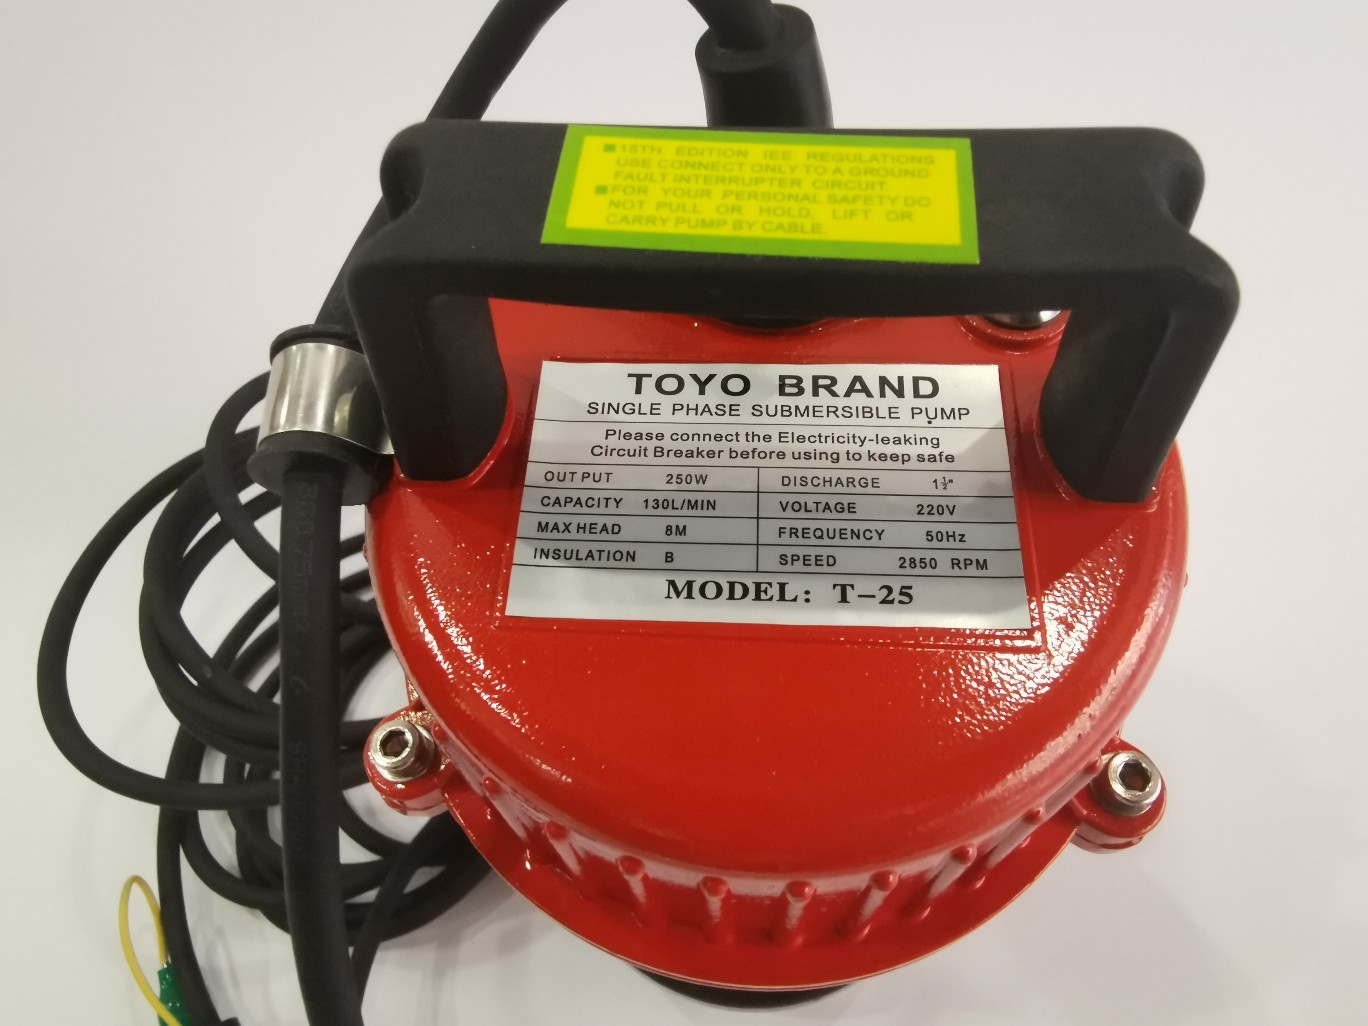 ■ 15TH EDITION IEE REGULATIONS
USE CONNECT ONLY TO A GROUND
FAULT INTERRUPTER CIRCUIT.
■ FOR YOUR PERSONAL SAFETY DO
NOT PULL OR HOLD, LIFT OR
CARRY PUMP BY CABLE.
TOYO BRAND
SINGLE PHASE SUBMERSIBLE PUMP
Please connect the Electricity-leaking
Circuit Breaker before using to keep safe
OUTPUT 250W DISCHARGE 1½"
CAPACITY 130L/MIN VOLTAGE 220V
MAX HEAD 8M FREQUENCY 50Hz
INSULATION B SPEED 2850 RPM
MODEL: T-25